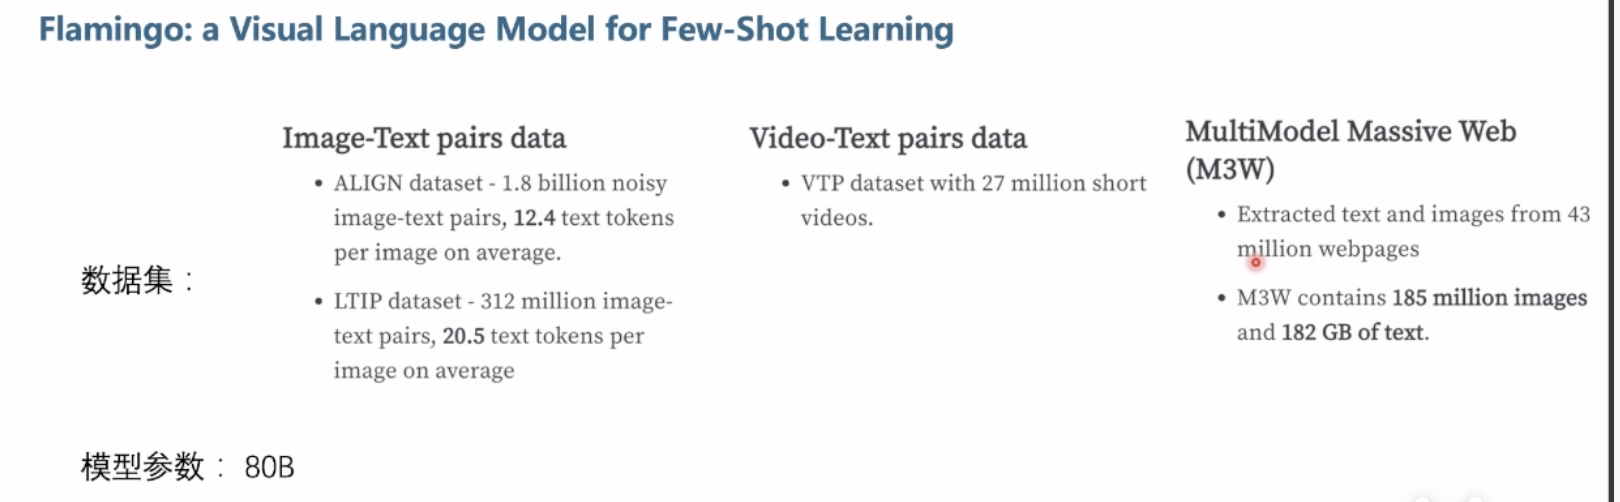 Flamingo: a Visual Language Model for Few-Shot Learning
数据集：
Image-Text pairs data
• ALIGN dataset - 1.8 billion noisy
image-text pairs, 12.4 text tokens
per image on average.
• LTIP dataset - 312 million image-
text pairs, 20.5 text tokens per
image on average
Video-Text pairs data
• VTP dataset with 27 million short
videos.
MultiModel Massive Web
(M3W)
• Extracted text and images from 43
million webpages
• M3W contains 185 million images
and 182 GB of text.
模型参数： 80B